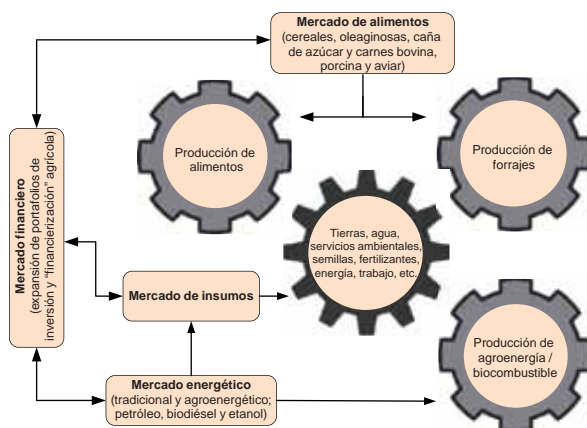 Mercado de alimentos
(cereales, oleaginosas, caña
de azúcar y carnes bovina,
porcina y aviar)
Producción de
alimentos
Producción de
forrajes
Mercado financiero
(expansión de portafolios de
inversión y "financierización" agrícola)
Tierras, agua,
servicios ambientales,
semillas, fertilizantes,
energía, trabajo, etc.
Mercado de insumos
Producción de
agroenergía /
biocombustible
Mercado energético
(tradicional y agroenergético;
petróleo, biodiésel y etanol)